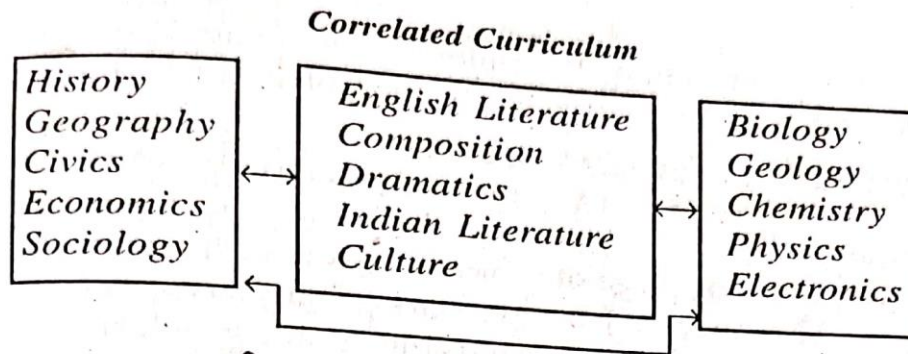 Correlated Curriculum
History
Geography
Civics
Economics
Sociology
English Literature
Composition
Dramatics
Indian Literature
Culture
Biology
Geology
Chemistry
Physics
Electronics